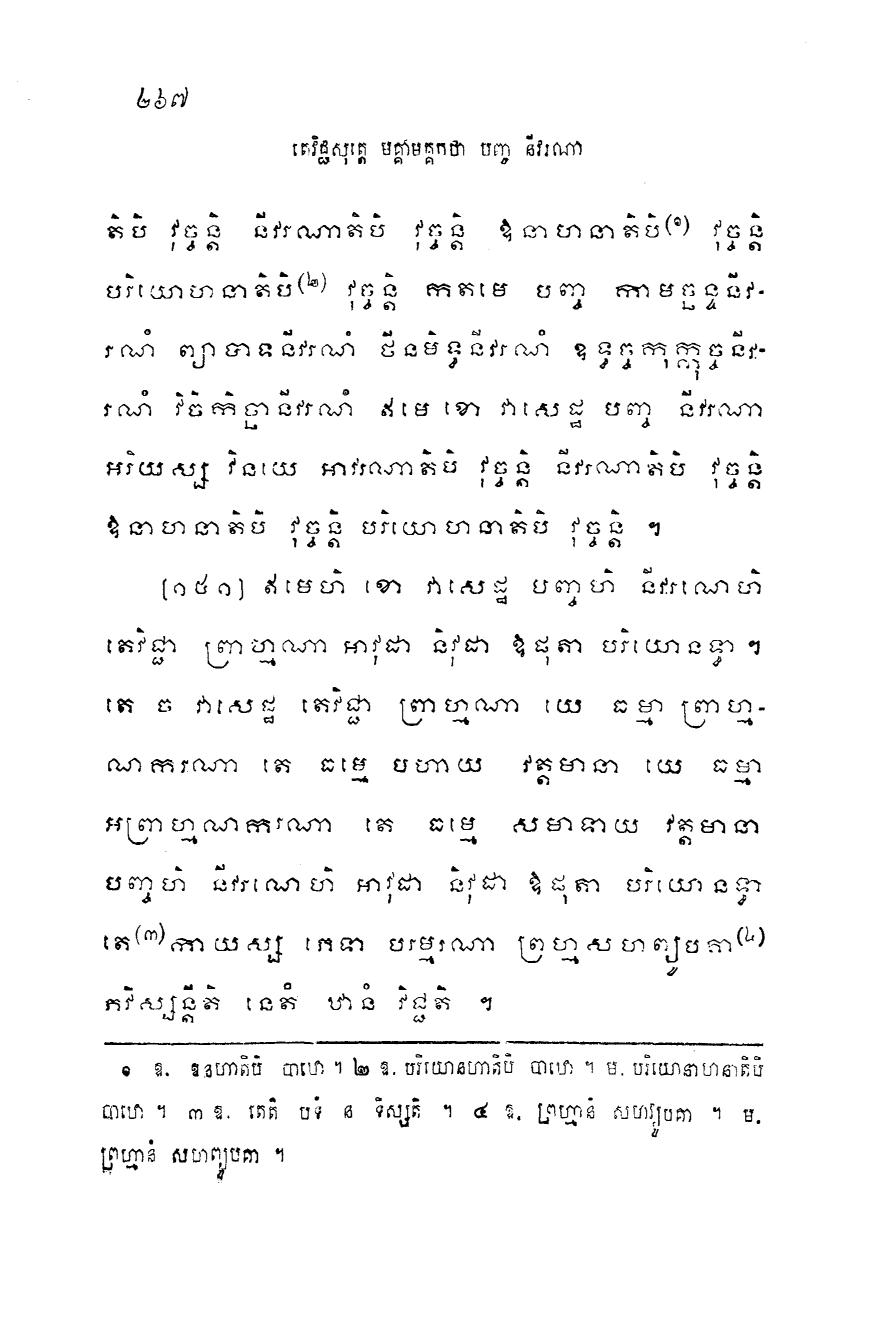 ២៦៧
តេវិជ្ជសុត្តេ មគ្គាមគ្គកថា បញ្ច នីវរណា
តិបិ វុច្ចន្តិ នីវរណាតិបិ វុច្ចន្តិ ឱនាហនាតិបិ(១) វុច្ចន្តិ
បរិយោហនាតិបិ(២) វុច្ចន្តិ កតមេ បញ្ច កាមច្ឆន្ទនីវ-
រណំ ព្យាបាទនីវរណំ ថីនមិទ្ធនីវរណំ ឧទ្ធច្ចកុក្កុច្ចនីវ-
រណំ វិចិកិច្ឆានីវរណំ ឥមេ ខោ វាសេដ្ឋ បញ្ច នីវរណា
អរិយស្ស វិនយេ អាវរណាតិបិ វុច្ចន្តិ នីវរណាតិបិ វុច្ចន្តិ
ឱនាហនាតិបិ វុច្ចន្តិ បរិយោហនាតិបិ វុច្ចន្តិ ។
[១៥១] ឥមេហិ ខោ វាសេដ្ឋ បញ្ចហិ នីវរណេហិ
តេវិជ្ជា ព្រាហ្មណា អាវុដា និវុដា ឱផុតា បរិយោនទ្ធា ។
តេ ច វាសេដ្ឋ តេវិជ្ជា ព្រាហ្មណា យេ ធម្មា ព្រាហ្ម-
ណការណា តេ ធម្មេ បហាយ វត្តមានា យេ ធម្មា
អព្រាហ្មណការណា តេ ធម្មេ សមាទាយ វត្តមានា
បញ្ចហិ នីវរណេហិ អាវុដា និវុដា ឱផុតា បរិយោនទ្ធា
តេ(៣) កាយស្ស ភេទា បរម្មរណា ព្រហ្មសហព្យូបគា(៤)
ភវិស្សន្តីតិ នេតំ ឋានំ វិជ្ជតិ ។
១ ឱ. ឱនហាតិបិ បាឋោ ។ ២ ឱ. បរិយោនហាតិបិ បាឋោ ។ ម. បរិយោនាហនាតិបិ
បាឋោ ។ ៣ ឱ. តេតិ បទំ ន ទិស្សតិ ។ ៤ ឱ. ព្រហ្មានំ សហវ្យូបគា ។ ម.
ព្រហ្មានំ សហព្យូបគា ។